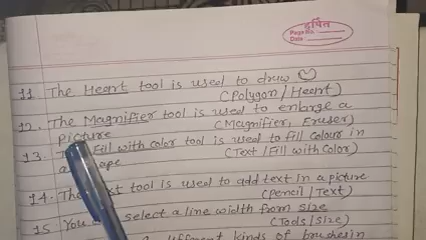 दर्पित
Page No.
Date
11. The Heart tool is used to draw ♡
(Polygon / Heart)
12. The Magnifier tool is used to enlarge a
picture (Magnifier, Eraser)
13. Fill with color tool is used to fill colour in
a (Text / Fill with Color)
14. The tool is used to add text in a picture
(Pencil / Text)
15. You select a line width from size
(Tools / Size)
different kinds of brushes in